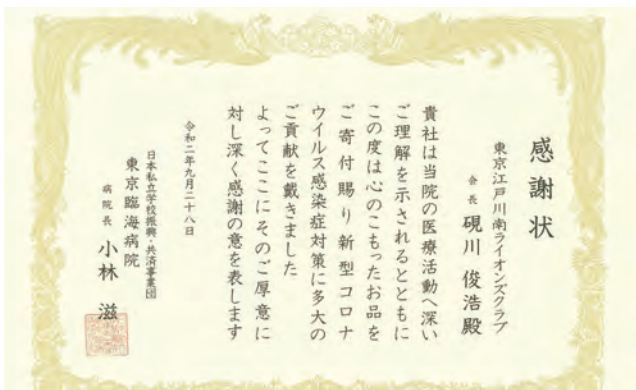 感謝状
東京江戸川南ライオンズクラブ
会長 硯川 俊浩殿
貴社は当院の医療活動へ深い
ご理解を示されるとともに
この度は心のこもったお品を
ご寄付賜り新型コロナ
ウイルス感染症対策に多大の
ご貢献を戴きました
よってここにそのご厚意に
対し深く感謝の意を表します
令和二年九月二十八日
日本私立学校振興・共済事業団
東京臨海病院
病院長 小林 滋